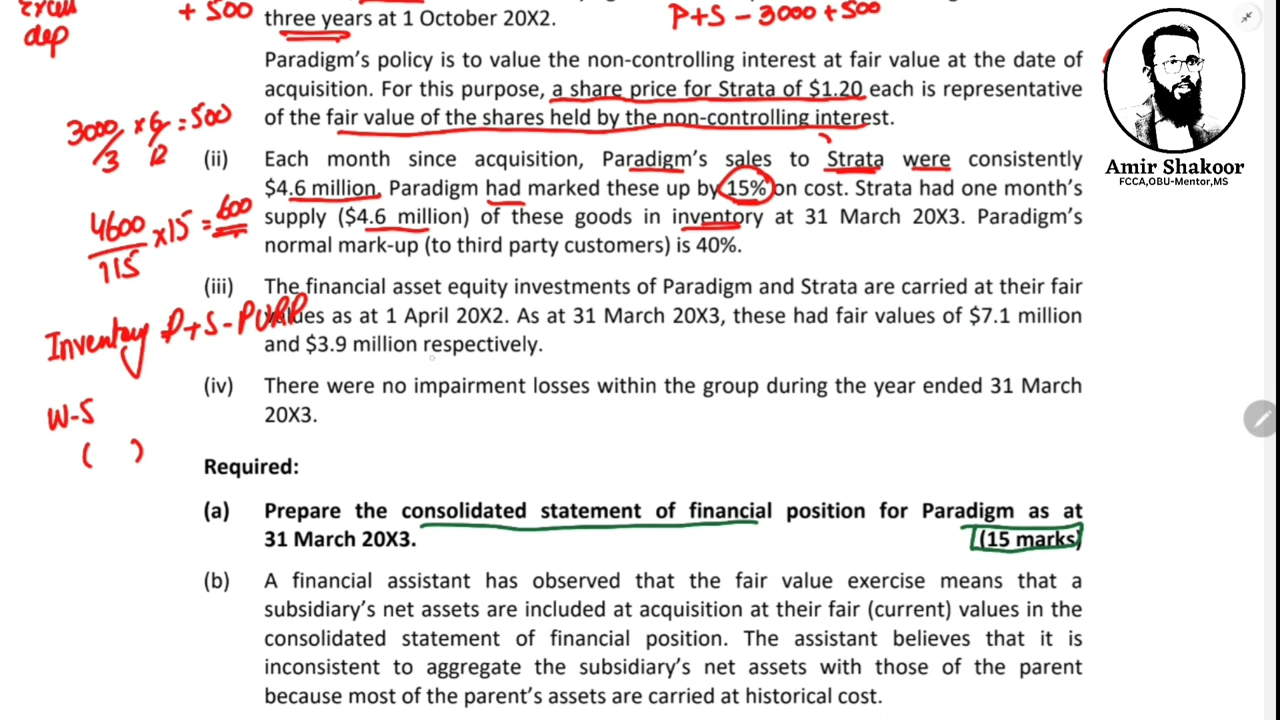 Excess
dep
+ 500
three years at 1 October 20X2.
P+S - 3000 + 500
Paradigm's policy is to value the non-controlling interest at fair value at the date of
acquisition. For this purpose, a share price for Strata of $1.20 each is representative
of the fair value of the shares held by the non-controlling interest.
3000/3 × 6/12 = 500
(ii) Each month since acquisition, Paradigm's sales to Strata were consistently
$4.6 million. Paradigm had marked these up by 15% on cost. Strata had one month's
supply ($4.6 million) of these goods in inventory at 31 March 20X3. Paradigm's
normal mark-up (to third party customers) is 40%.
4600/115 × 15 = 600
(iii) The financial asset equity investments of Paradigm and Strata are carried at their fair
values as at 1 April 20X2. As at 31 March 20X3, these had fair values of $7.1 million
and $3.9 million respectively.
Inventory P+S-PURP
(iv) There were no impairment losses within the group during the year ended 31 March
20X3.
W-5
( )
Required:
(a) Prepare the consolidated statement of financial position for Paradigm as at
31 March 20X3. (15 marks)
(b) A financial assistant has observed that the fair value exercise means that a
subsidiary's net assets are included at acquisition at their fair (current) values in the
consolidated statement of financial position. The assistant believes that it is
inconsistent to aggregate the subsidiary's net assets with those of the parent
because most of the parent's assets are carried at historical cost.
Amir Shakoor
FCCA,OBU-Mentor,MS